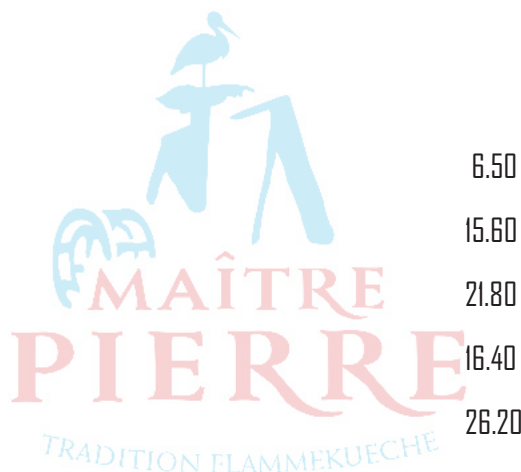 6.50
15.60
MAÎTRE
21.80
PIERRE
16.40
26.20
TRADITION FLAMMEKUECHE